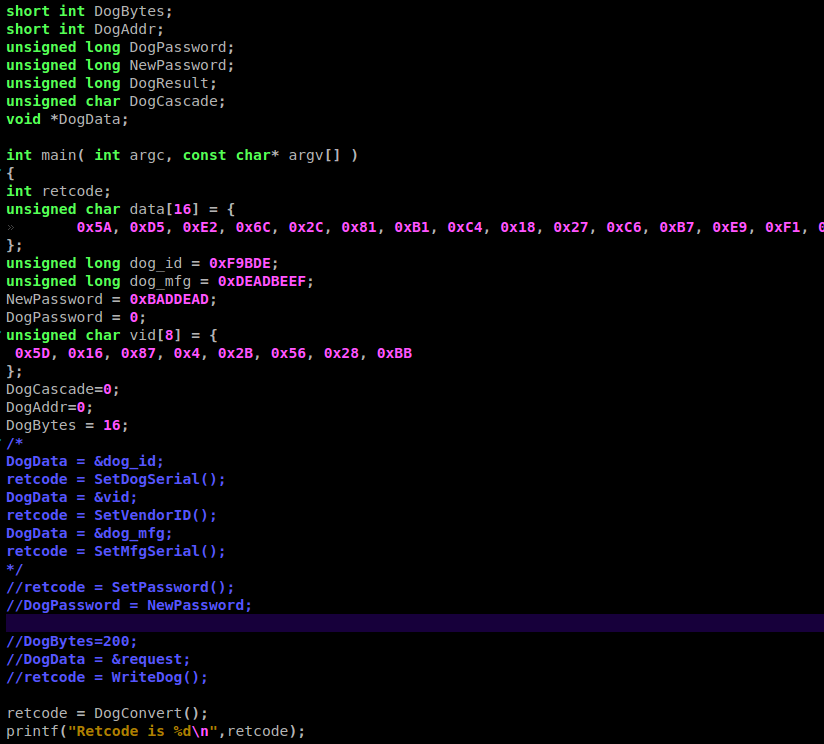 short int DogBytes;
short int DogAddr;
unsigned long DogPassword;
unsigned long NewPassword;
unsigned long DogResult;
unsigned char DogCascade;
void *DogData;
int main( int argc, const char* argv[] )
{
int retcode;
unsigned char data[16] = {
» 0x5A, 0xD5, 0xE2, 0x6C, 0x2C, 0x81, 0xB1, 0xC4, 0x18, 0x27, 0xC6, 0xB7, 0xE9, 0xF1,
};
unsigned long dog_id = 0xF9BDE;
unsigned long dog_mfg = 0xDEADBEEF;
NewPassword = 0xBADDEAD;
DogPassword = 0;
unsigned char vid[8] = {
0x5D, 0x16, 0x87, 0x4, 0x2B, 0x56, 0x28, 0xBB
};
DogCascade=0;
DogAddr=0;
DogBytes = 16;
/*
DogData = &dog_id;
retcode = SetDogSerial();
DogData = &vid;
retcode = SetVendorID();
DogData = &dog_mfg;
retcode = SetMfgSerial();
*/
//retcode = SetPassword();
//DogPassword = NewPassword;
//DogBytes=200;
//DogData = &request;
//retcode = WriteDog();
retcode = DogConvert();
printf("Retcode is %d\n",retcode);